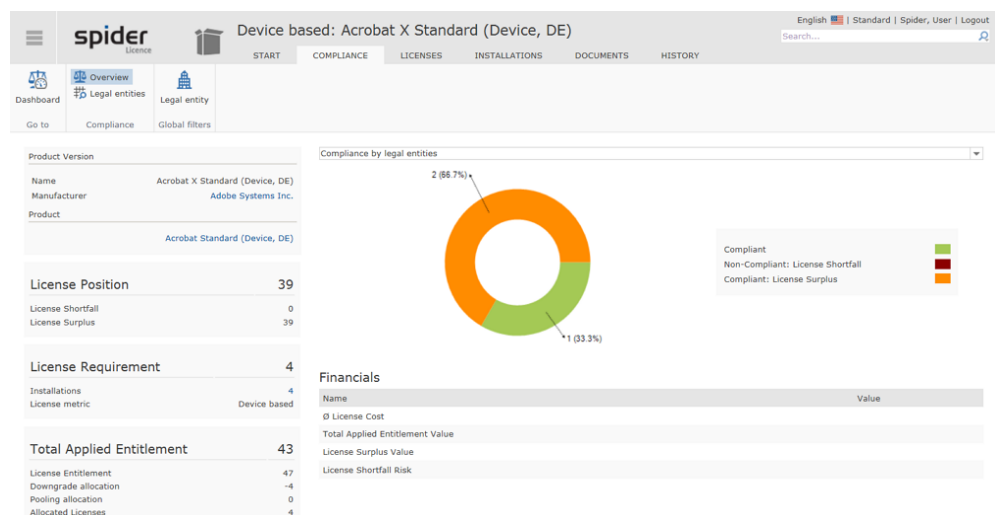 English | Standard | Spider, User | Logout
spider
Licence
Device based: Acrobat X Standard (Device, DE)
Search...
START COMPLIANCE LICENSES INSTALLATIONS DOCUMENTS HISTORY
Dashboard
Overview
Legal entities
Legal entity
Go to Compliance Global filters
Product Version
Name Acrobat X Standard (Device, DE)
Manufacturer Adobe Systems Inc.
Product
Acrobat Standard (Device, DE)
License Position 39
License Shortfall 0
License Surplus 39
License Requirement 4
Installations 4
License metric Device based
Total Applied Entitlement 43
License Entitlement 47
Downgrade allocation -4
Pooling allocation 0
Allocated Licenses 4
Compliance by legal entities
2 (66.7%)
1 (33.3%)
Compliant
Non-Compliant: License Shortfall
Compliant: License Surplus
Financials
Name Value
Ø License Cost
Total Applied Entitlement Value
License Surplus Value
License Shortfall Risk